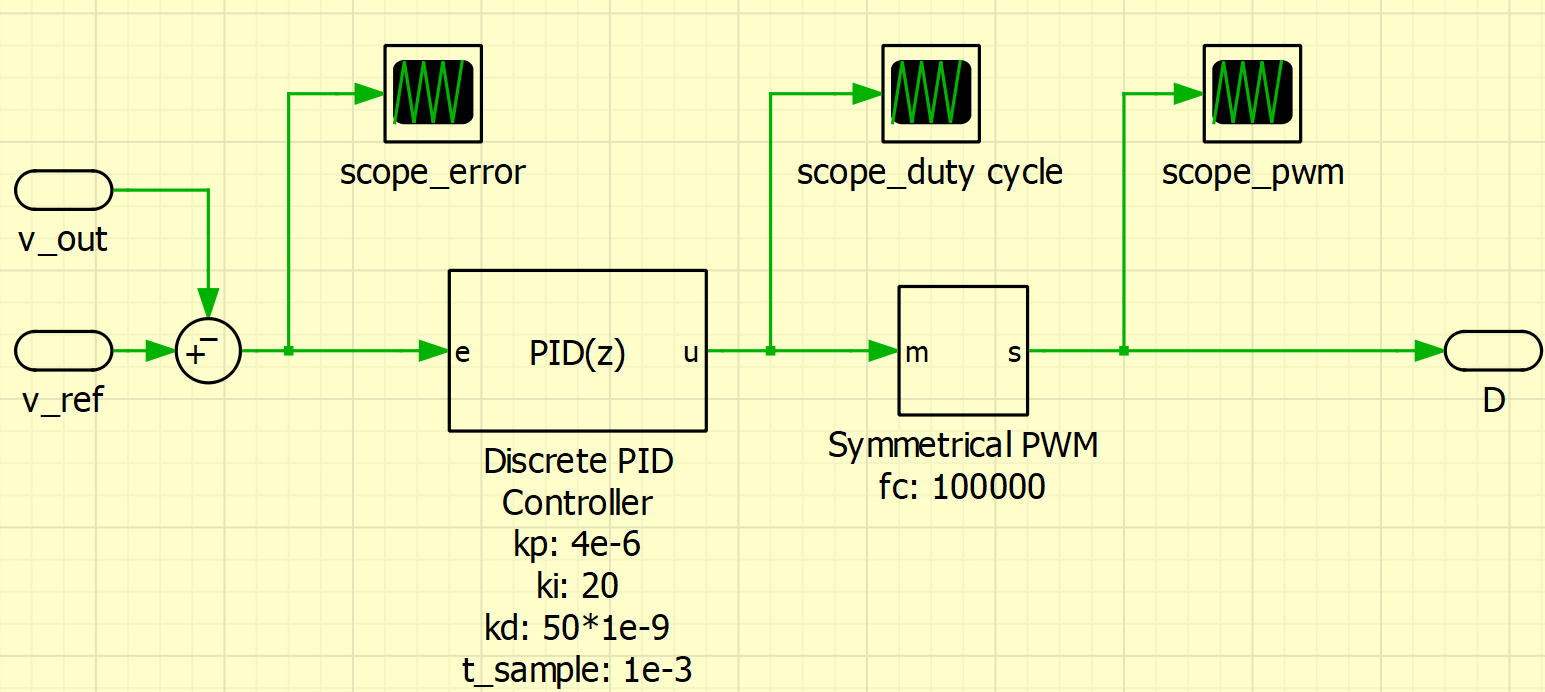 scope_error
scope_duty cycle
scope_pwm
v_out
v_ref
+
−
e
PID(z)
u
m
s
D
Discrete PID
Controller
kp: 4e-6
ki: 20
kd: 50*1e-9
t_sample: 1e-3
Symmetrical PWM
fc: 100000